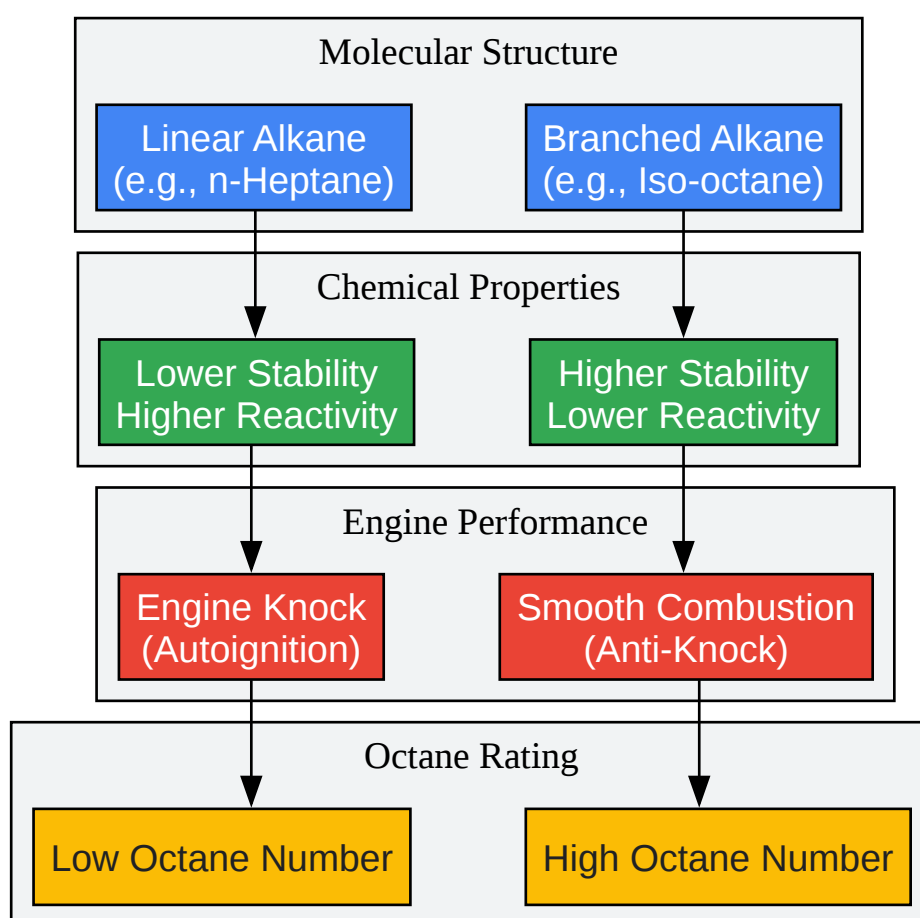 Molecular Structure
Linear Alkane
(e.g., n-Heptane)
Branched Alkane
(e.g., Iso-octane)
Chemical Properties
Lower Stability
Higher Reactivity
Higher Stability
Lower Reactivity
Engine Performance
Engine Knock
(Autoignition)
Smooth Combustion
(Anti-Knock)
Octane Rating
Low Octane Number
High Octane Number